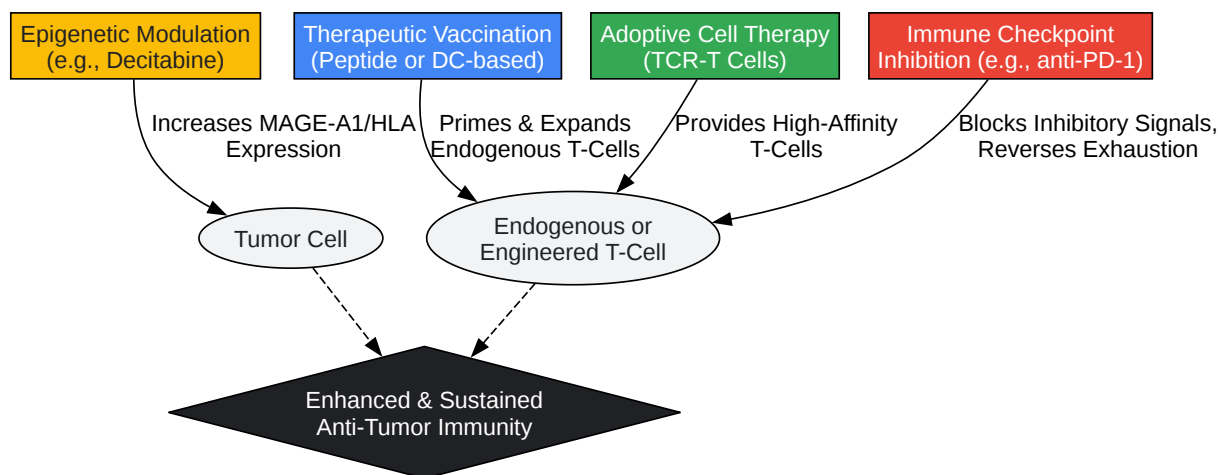 Epigenetic Modulation
(e.g., Decitabine)
Therapeutic Vaccination
(Peptide or DC-based)
Adoptive Cell Therapy
(TCR-T Cells)
Immune Checkpoint
Inhibition (e.g., anti-PD-1)
Increases MAGE-A1/HLA
Expression
Primes & Expands
Endogenous T-Cells
Provides High-Affinity
T-Cells
Blocks Inhibitory Signals,
Reverses Exhaustion
Tumor Cell
Endogenous or
Engineered T-Cell
Enhanced & Sustained
Anti-Tumor Immunity